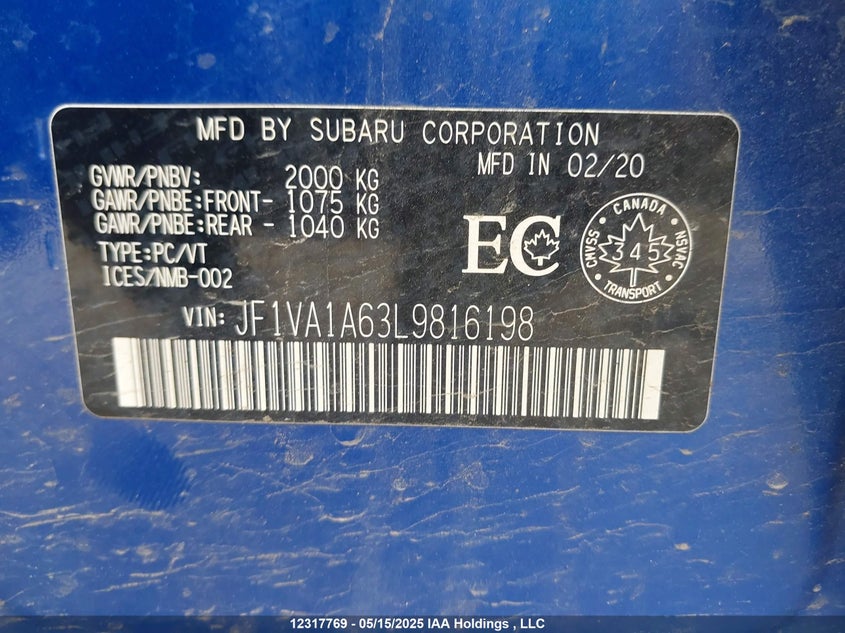 MFD BY SUBARU CORPORATION
MFD IN 02/20
GVWR/PNBV: 2000 KG
GAWR/PNBE:FRONT- 1075 KG
GAWR/PNBE:REAR - 1040 KG
TYPE:PC/VT
ICES/NMB-002
EC
CANADA
CMVSS 345 NSVAC
TRANSPORT
VIN: JF1VA1A63L9816198
12317769 - 05/15/2025 IAA Holdings , LLC